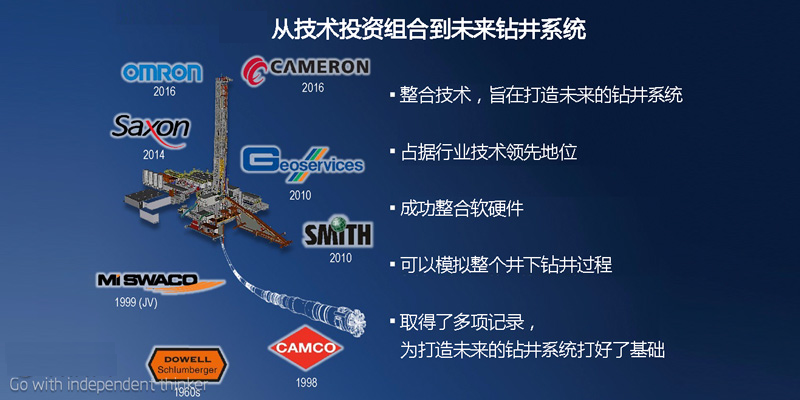 从技术投资组合到未来钻井系统
OMRON
2016
CAMERON
2016
Saxon
2014
Geoservices
2010
SMITH
2010
Mi SWACO
1999 (JV)
CAMCO
1998
DOWELL
Schlumberger
1960s
• 整合技术，旨在打造未来的钻井系统
• 占据行业技术领先地位
• 成功整合软硬件
• 可以模拟整个井下钻井过程
• 取得了多项记录，
为打造未来的钻井系统打好了基础
Go with independent thinker